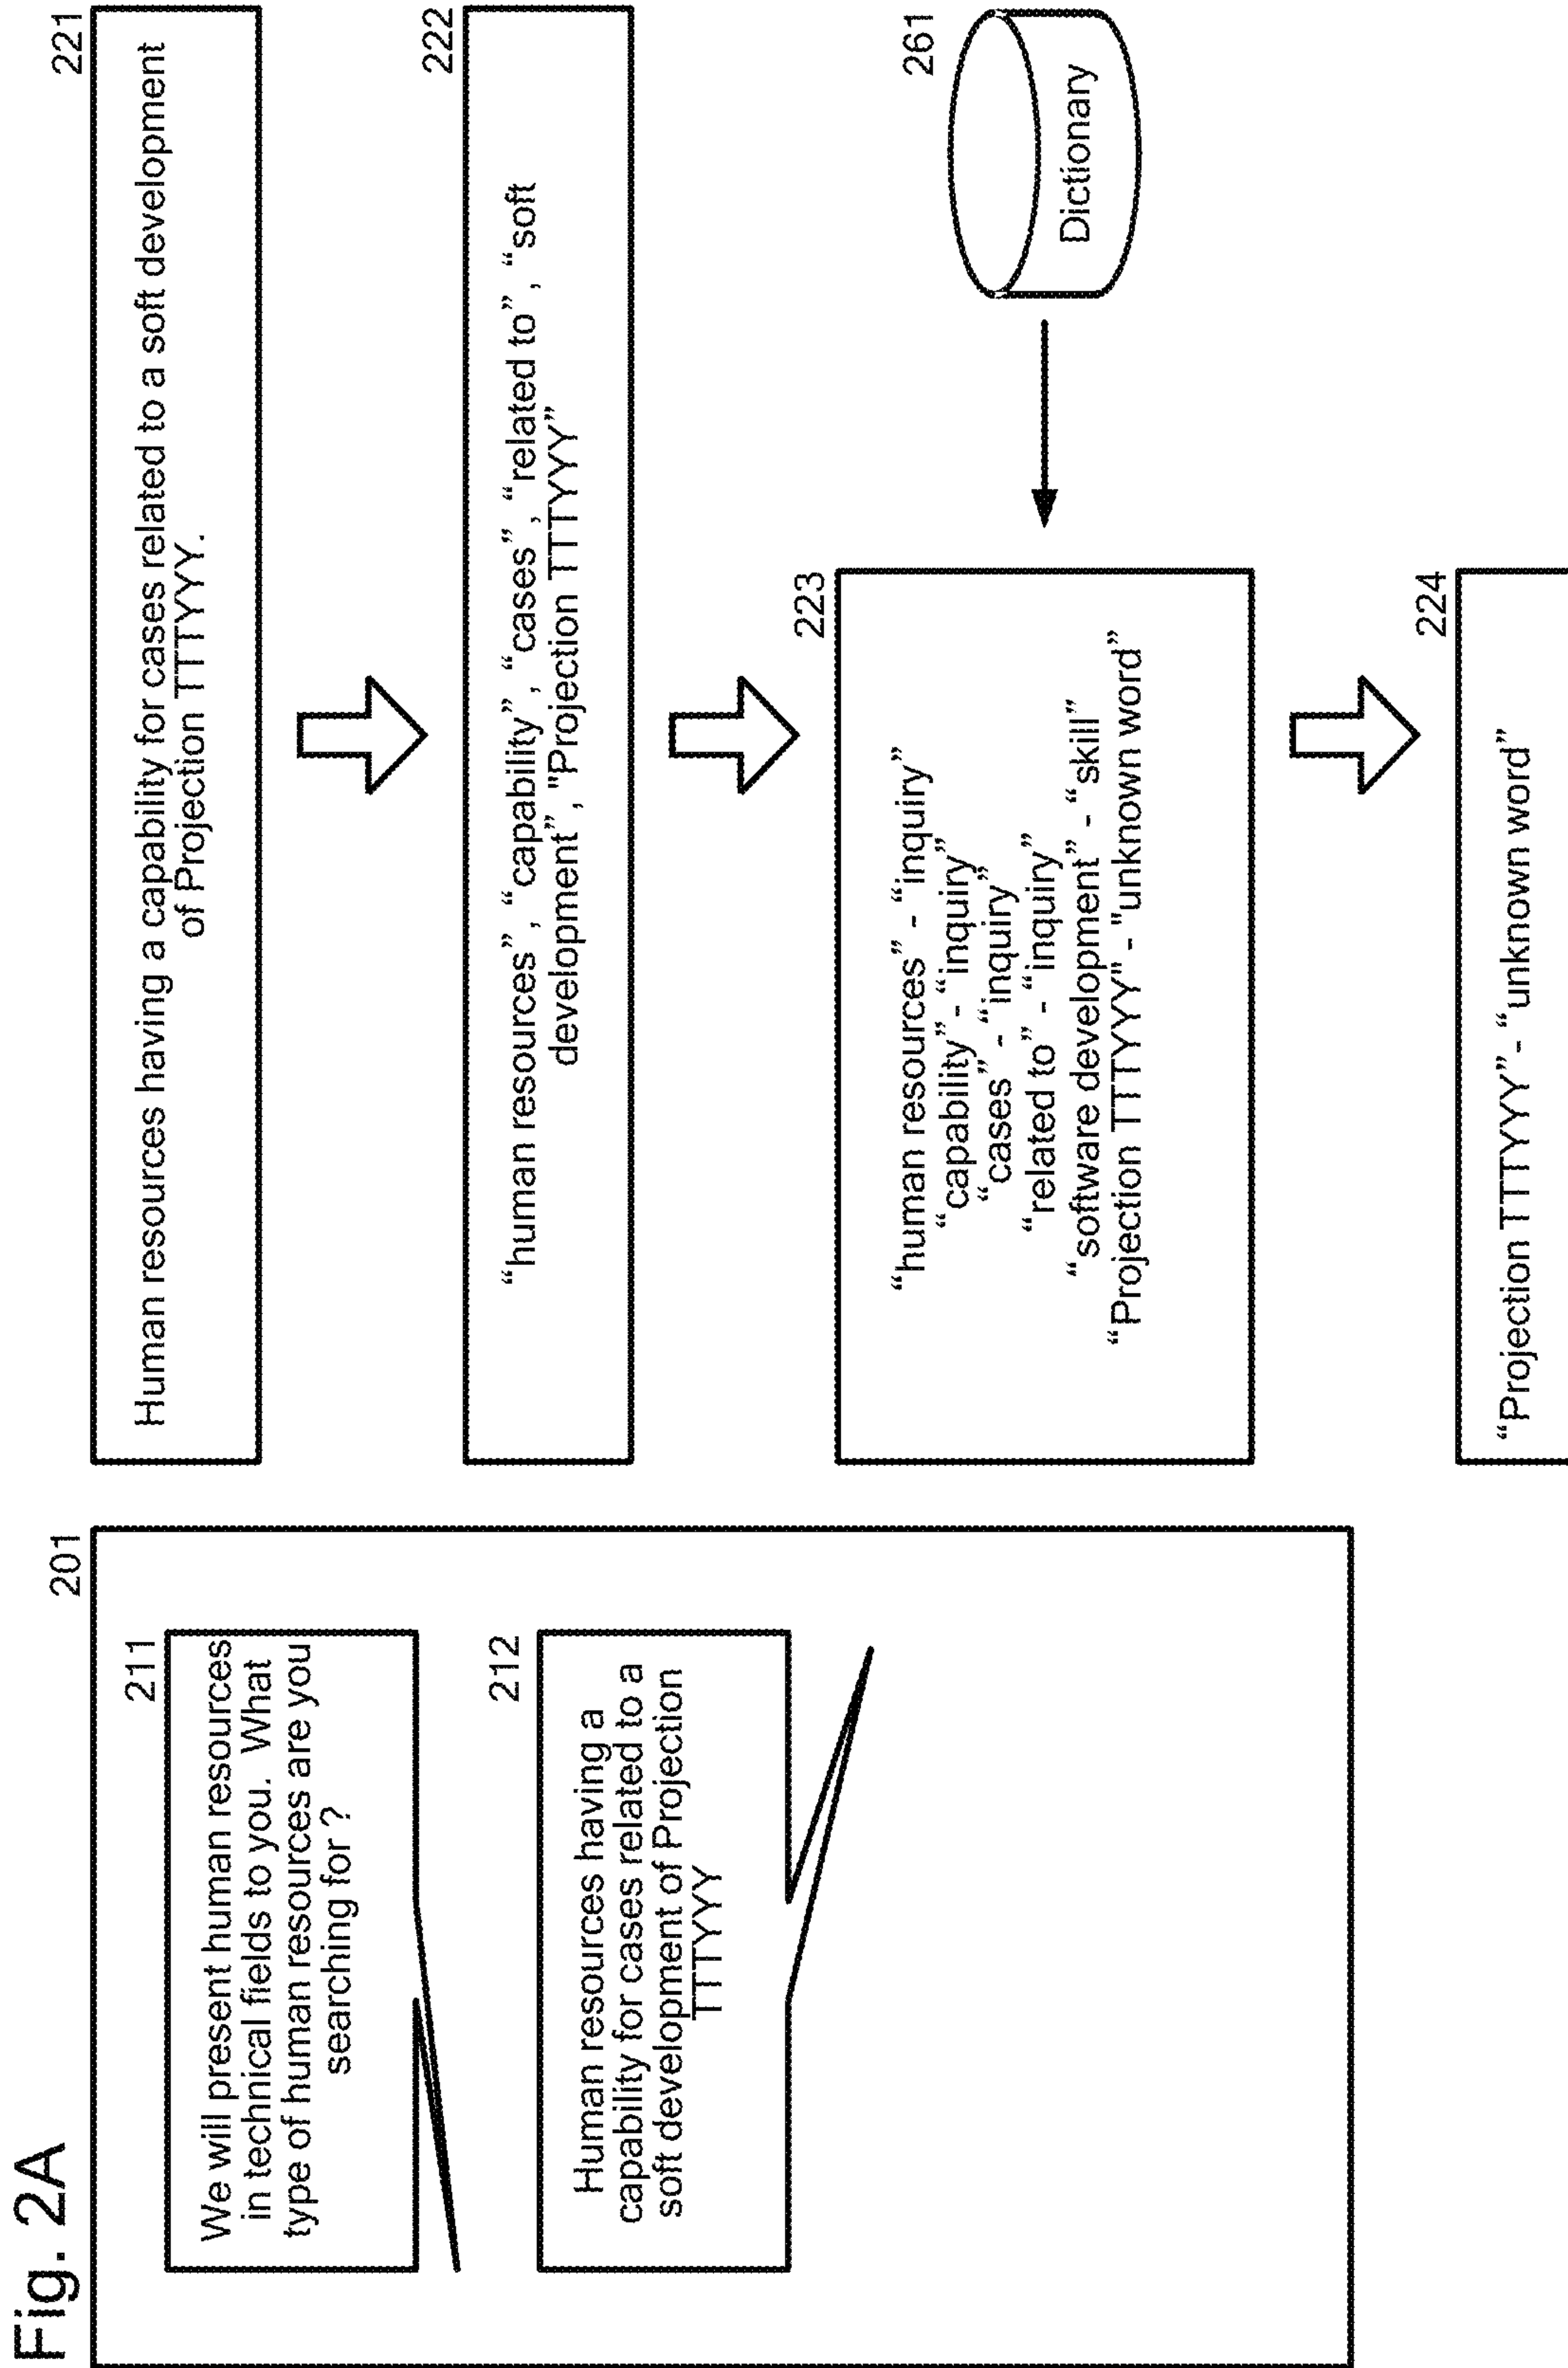 Fig. 2A
201
211
We will present human resources
in technical fields to you. What
type of human resources are you
searching for ?
212
Human resources having a
capability for cases related to a
soft development of Projection
TTTYYY
221
Human resources having a capability for cases related to a soft development
of Projection TTTYYY.
222
“human resources”, “capability”, “cases”, “related to”, “soft
development”, "Projection TTTYYY”
223
“human resources” - “inquiry”
“capability” - “inquiry”
“cases” - “inquiry”
“related to” - “inquiry”
“software development” - “skill”
“Projection TTTYYY” - "unknown word”
261
Dictionary
224
“Projection TTTYYY” - “unknown word”